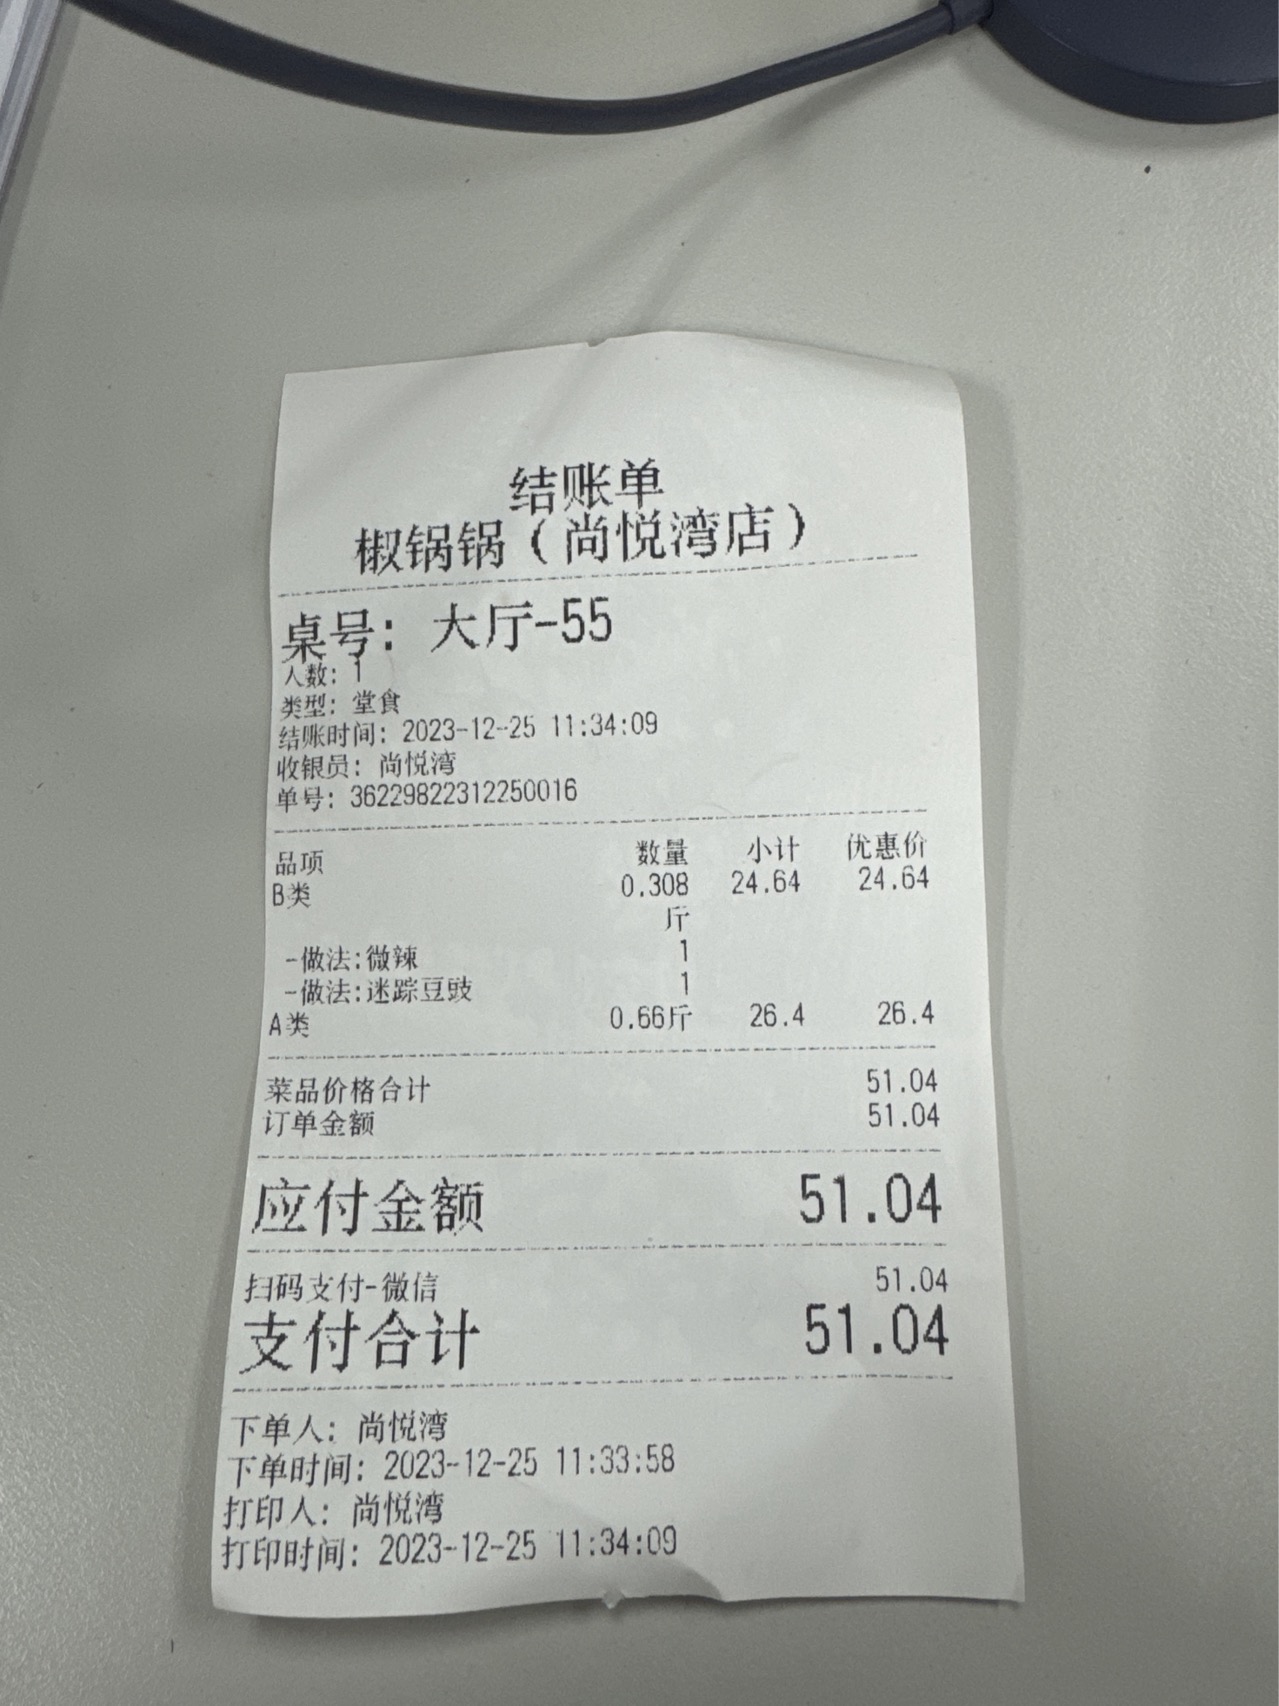 结账单
椒锅锅（尚悦湾店）
桌号: 大厅-55
人数: 1
类型: 堂食
结账时间: 2023-12-25 11:34:09
收银员: 尚悦湾
单号: 36229822312250016
品项 数量 小计 优惠价
B类 0.308 24.64 24.64
斤
-做法:微辣 1
-做法:迷踪豆豉 1
A类 0.66斤 26.4 26.4
菜品价格合计 51.04
订单金额 51.04
应付金额 51.04
扫码支付-微信 51.04
支付合计 51.04
下单人: 尚悦湾
下单时间: 2023-12-25 11:33:58
打印人: 尚悦湾
打印时间: 2023-12-25 11:34:09